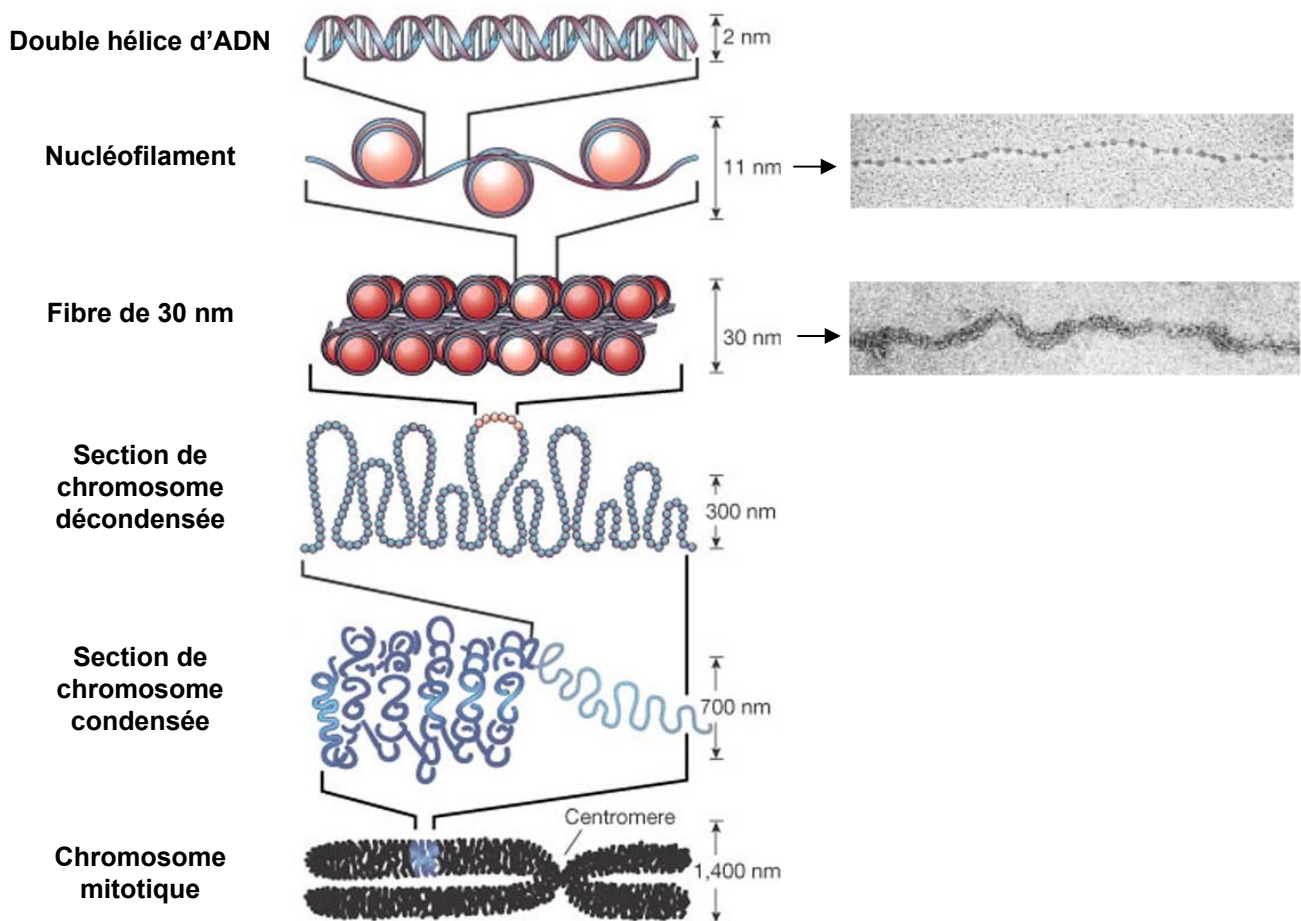 Double hélice d’ADN
2 nm
Nucléofilament
11 nm
Fibre de 30 nm
30 nm
Section de
chromosome
décondensée
300 nm
Section de
chromosome
condensée
700 nm
Centromere
Chromosome
mitotique
1,400 nm